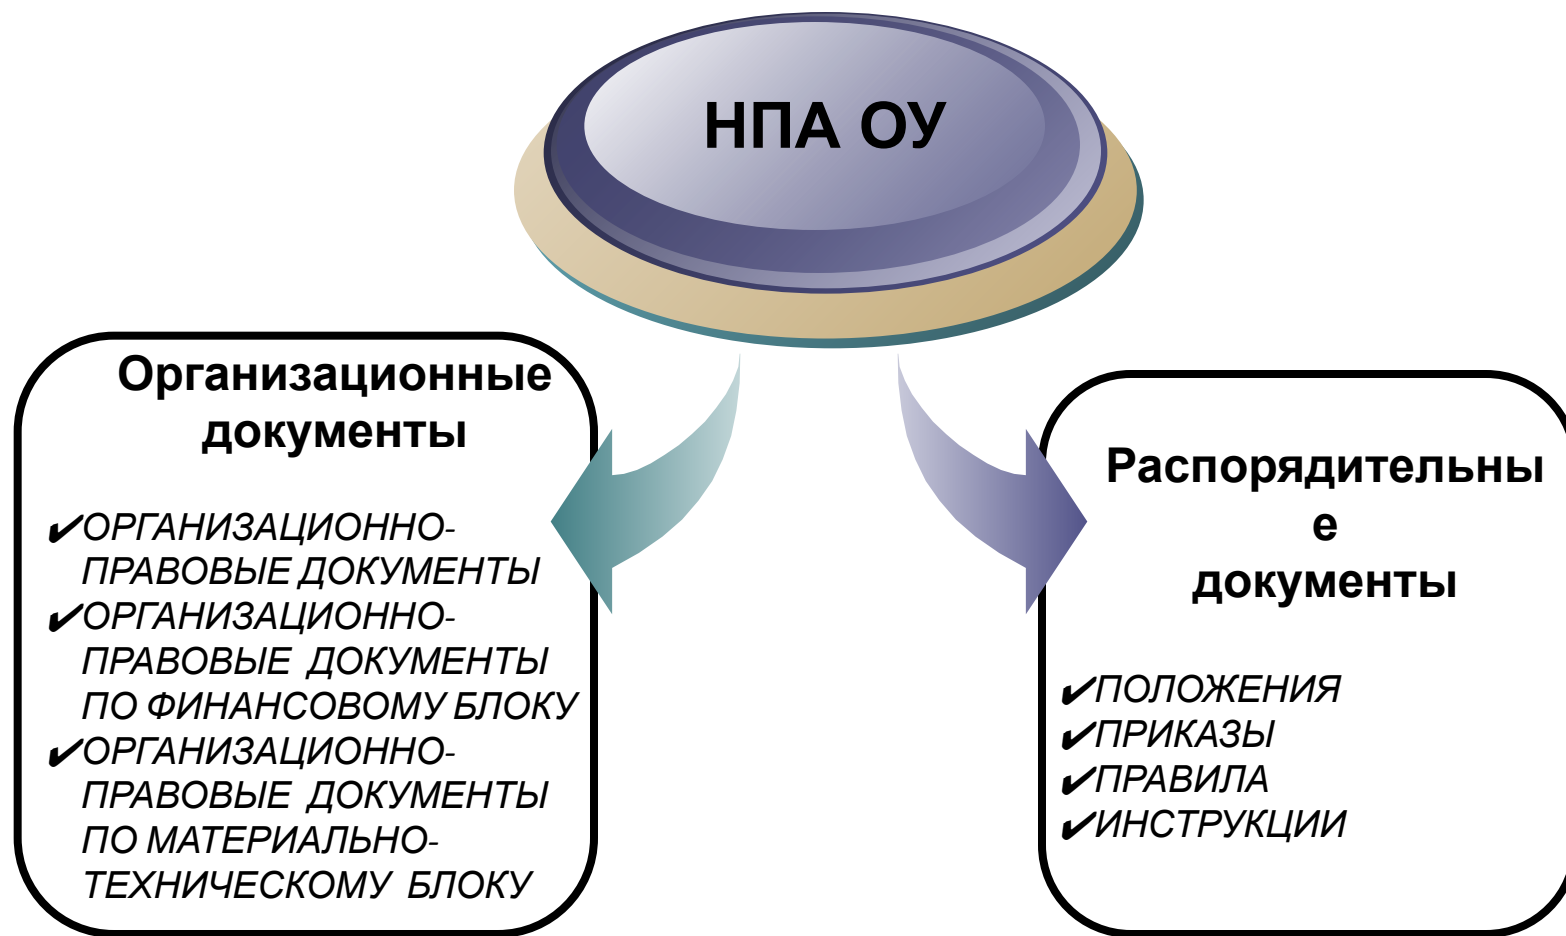 НПА ОУ
Организационные
документы
✔ОРГАНИЗАЦИОННО-
ПРАВОВЫЕ ДОКУМЕНТЫ
✔ОРГАНИЗАЦИОННО-
ПРАВОВЫЕ ДОКУМЕНТЫ
ПО ФИНАНСОВОМУ БЛОКУ
✔ОРГАНИЗАЦИОННО-
ПРАВОВЫЕ ДОКУМЕНТЫ
ПО МАТЕРИАЛЬНО-
ТЕХНИЧЕСКОМУ БЛОКУ
Распорядительны
е
документы
✔ПОЛОЖЕНИЯ
✔ПРИКАЗЫ
✔ПРАВИЛА
✔ИНСТРУКЦИИ